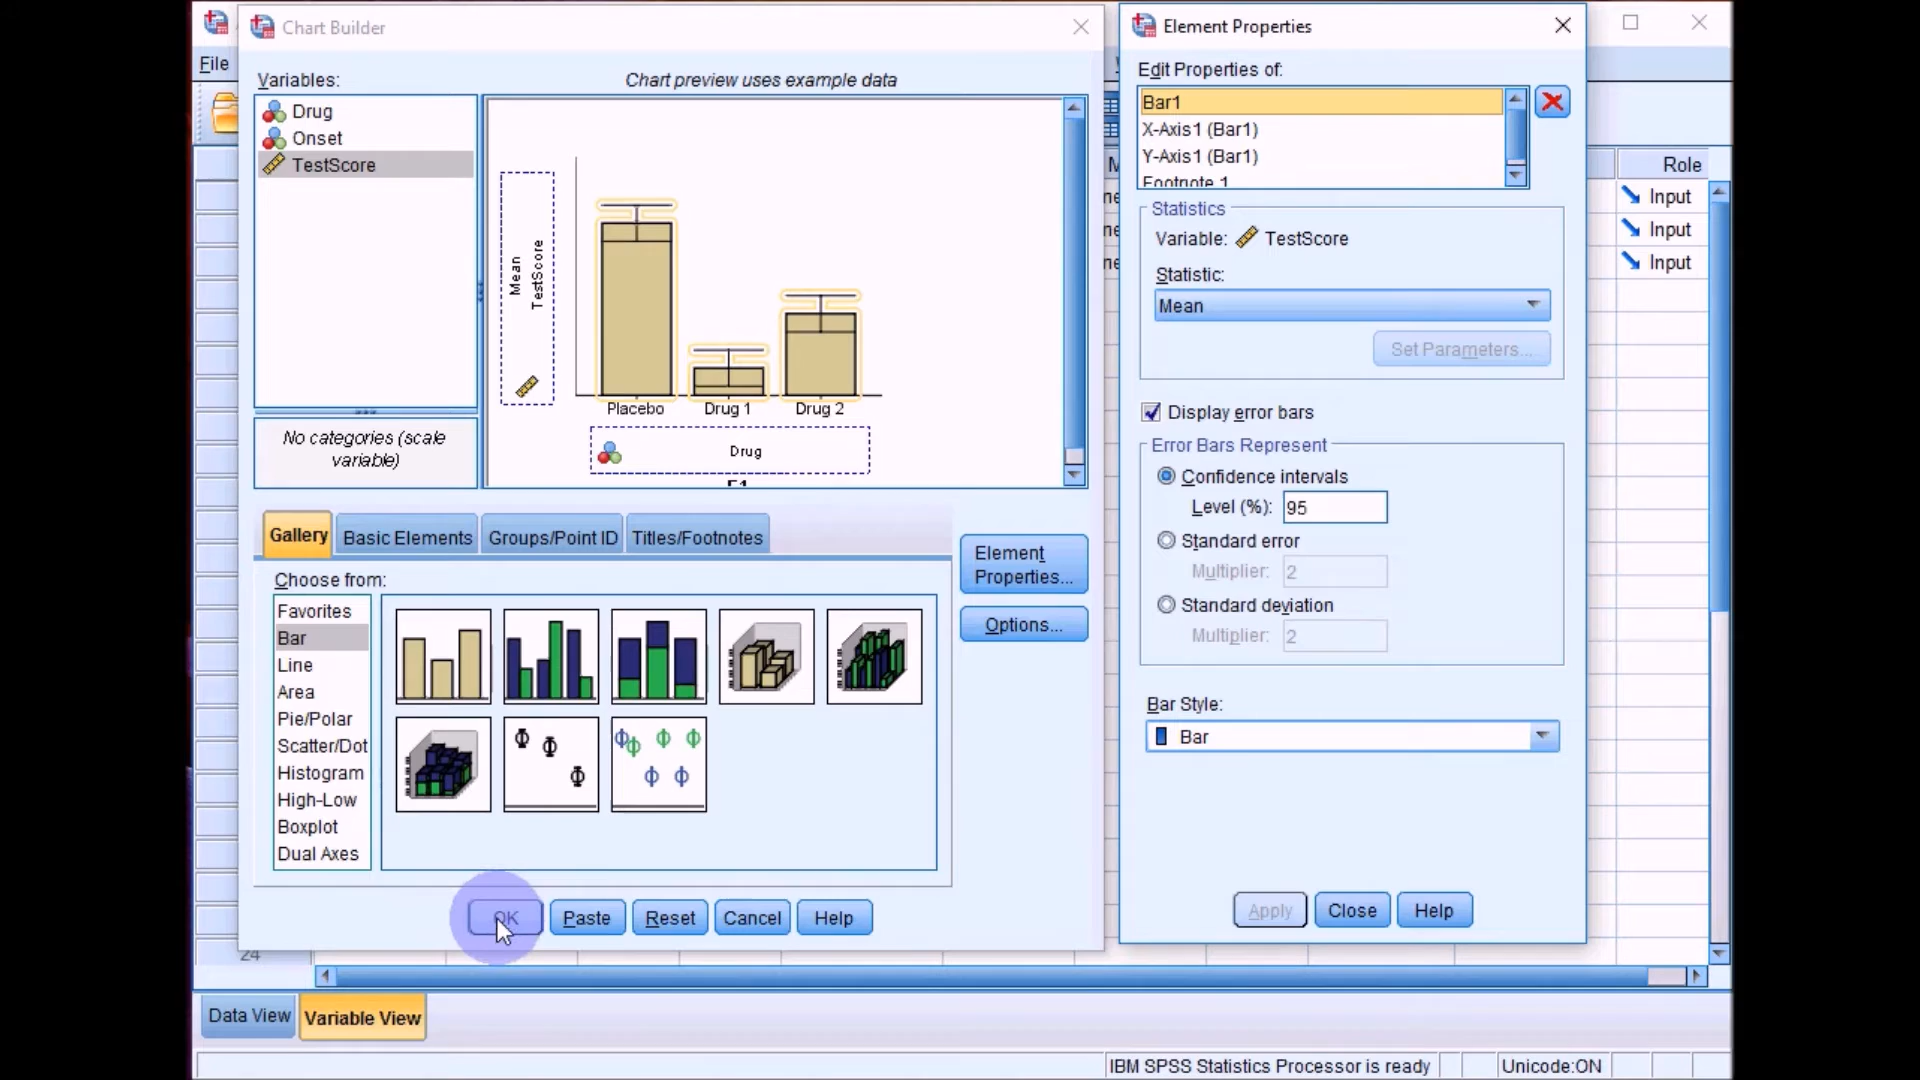 Chart Builder
File
Variables:
Drug
Onset
TestScore
No categories (scale
variable)
Chart preview uses example data
Mean
TestScore
Placebo
Drug 1
Drug 2
Drug
Gallery
Basic Elements
Groups/Point ID
Titles/Footnotes
Choose from:
Favorites
Bar
Line
Area
Pie/Polar
Scatter/Dot
Histogram
High-Low
Boxplot
Dual Axes
Element
Properties...
Options...
OK
Paste
Reset
Cancel
Help
Element Properties
Edit Properties of:
Bar1
X-Axis1 (Bar1)
Y-Axis1 (Bar1)
Footnote 1
Statistics
Variable: TestScore
Statistic:
Mean
Set Parameters...
Display error bars
Error Bars Represent
Confidence intervals
Level (%): 95
Standard error
Multiplier: 2
Standard deviation
Multiplier: 2
Bar Style:
Bar
Apply
Close
Help
Role
Input
Input
Input
24
Data View
Variable View
IBM SPSS Statistics Processor is ready
Unicode:ON